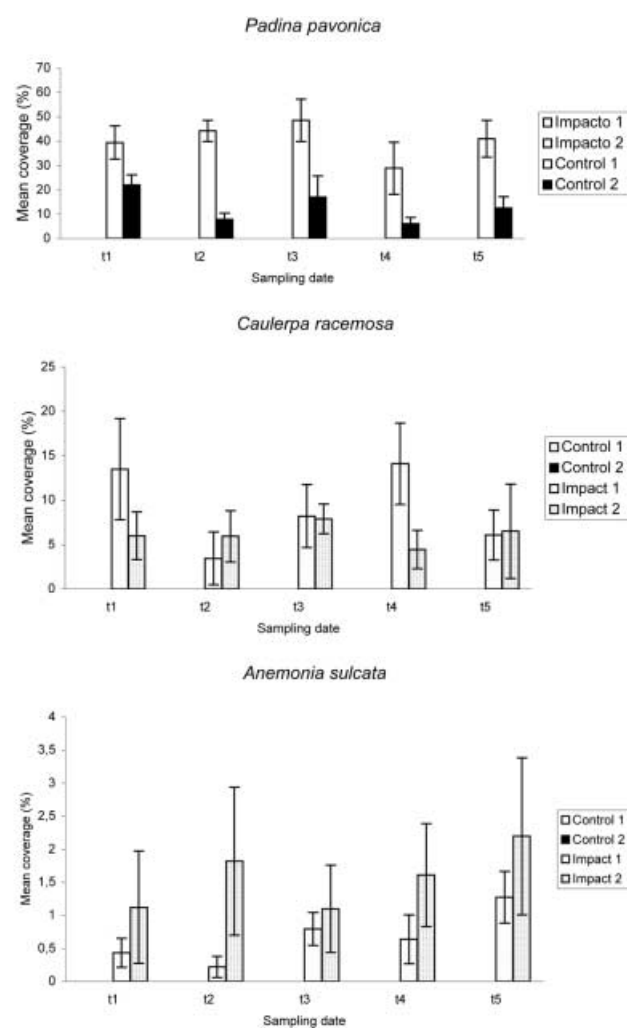 Padina pavonica
Mean coverage (%)
70
60
50
40
30
20
10
0
t1 t2 t3 t4 t5
Sampling date
Impacto 1
Impacto 2
Control 1
Control 2
Caulerpa racemosa
Mean coverage (%)
25
20
15
10
5
0
t1 t2 t3 t4 t5
Sampling date
Control 1
Control 2
Impact 1
Impact 2
Anemonia sulcata
Mean coverage (%)
4
3,5
3
2,5
2
1,5
1
0,5
0
t1 t2 t3 t4 t5
Sampling date
Control 1
Control 2
Impact 1
Impact 2